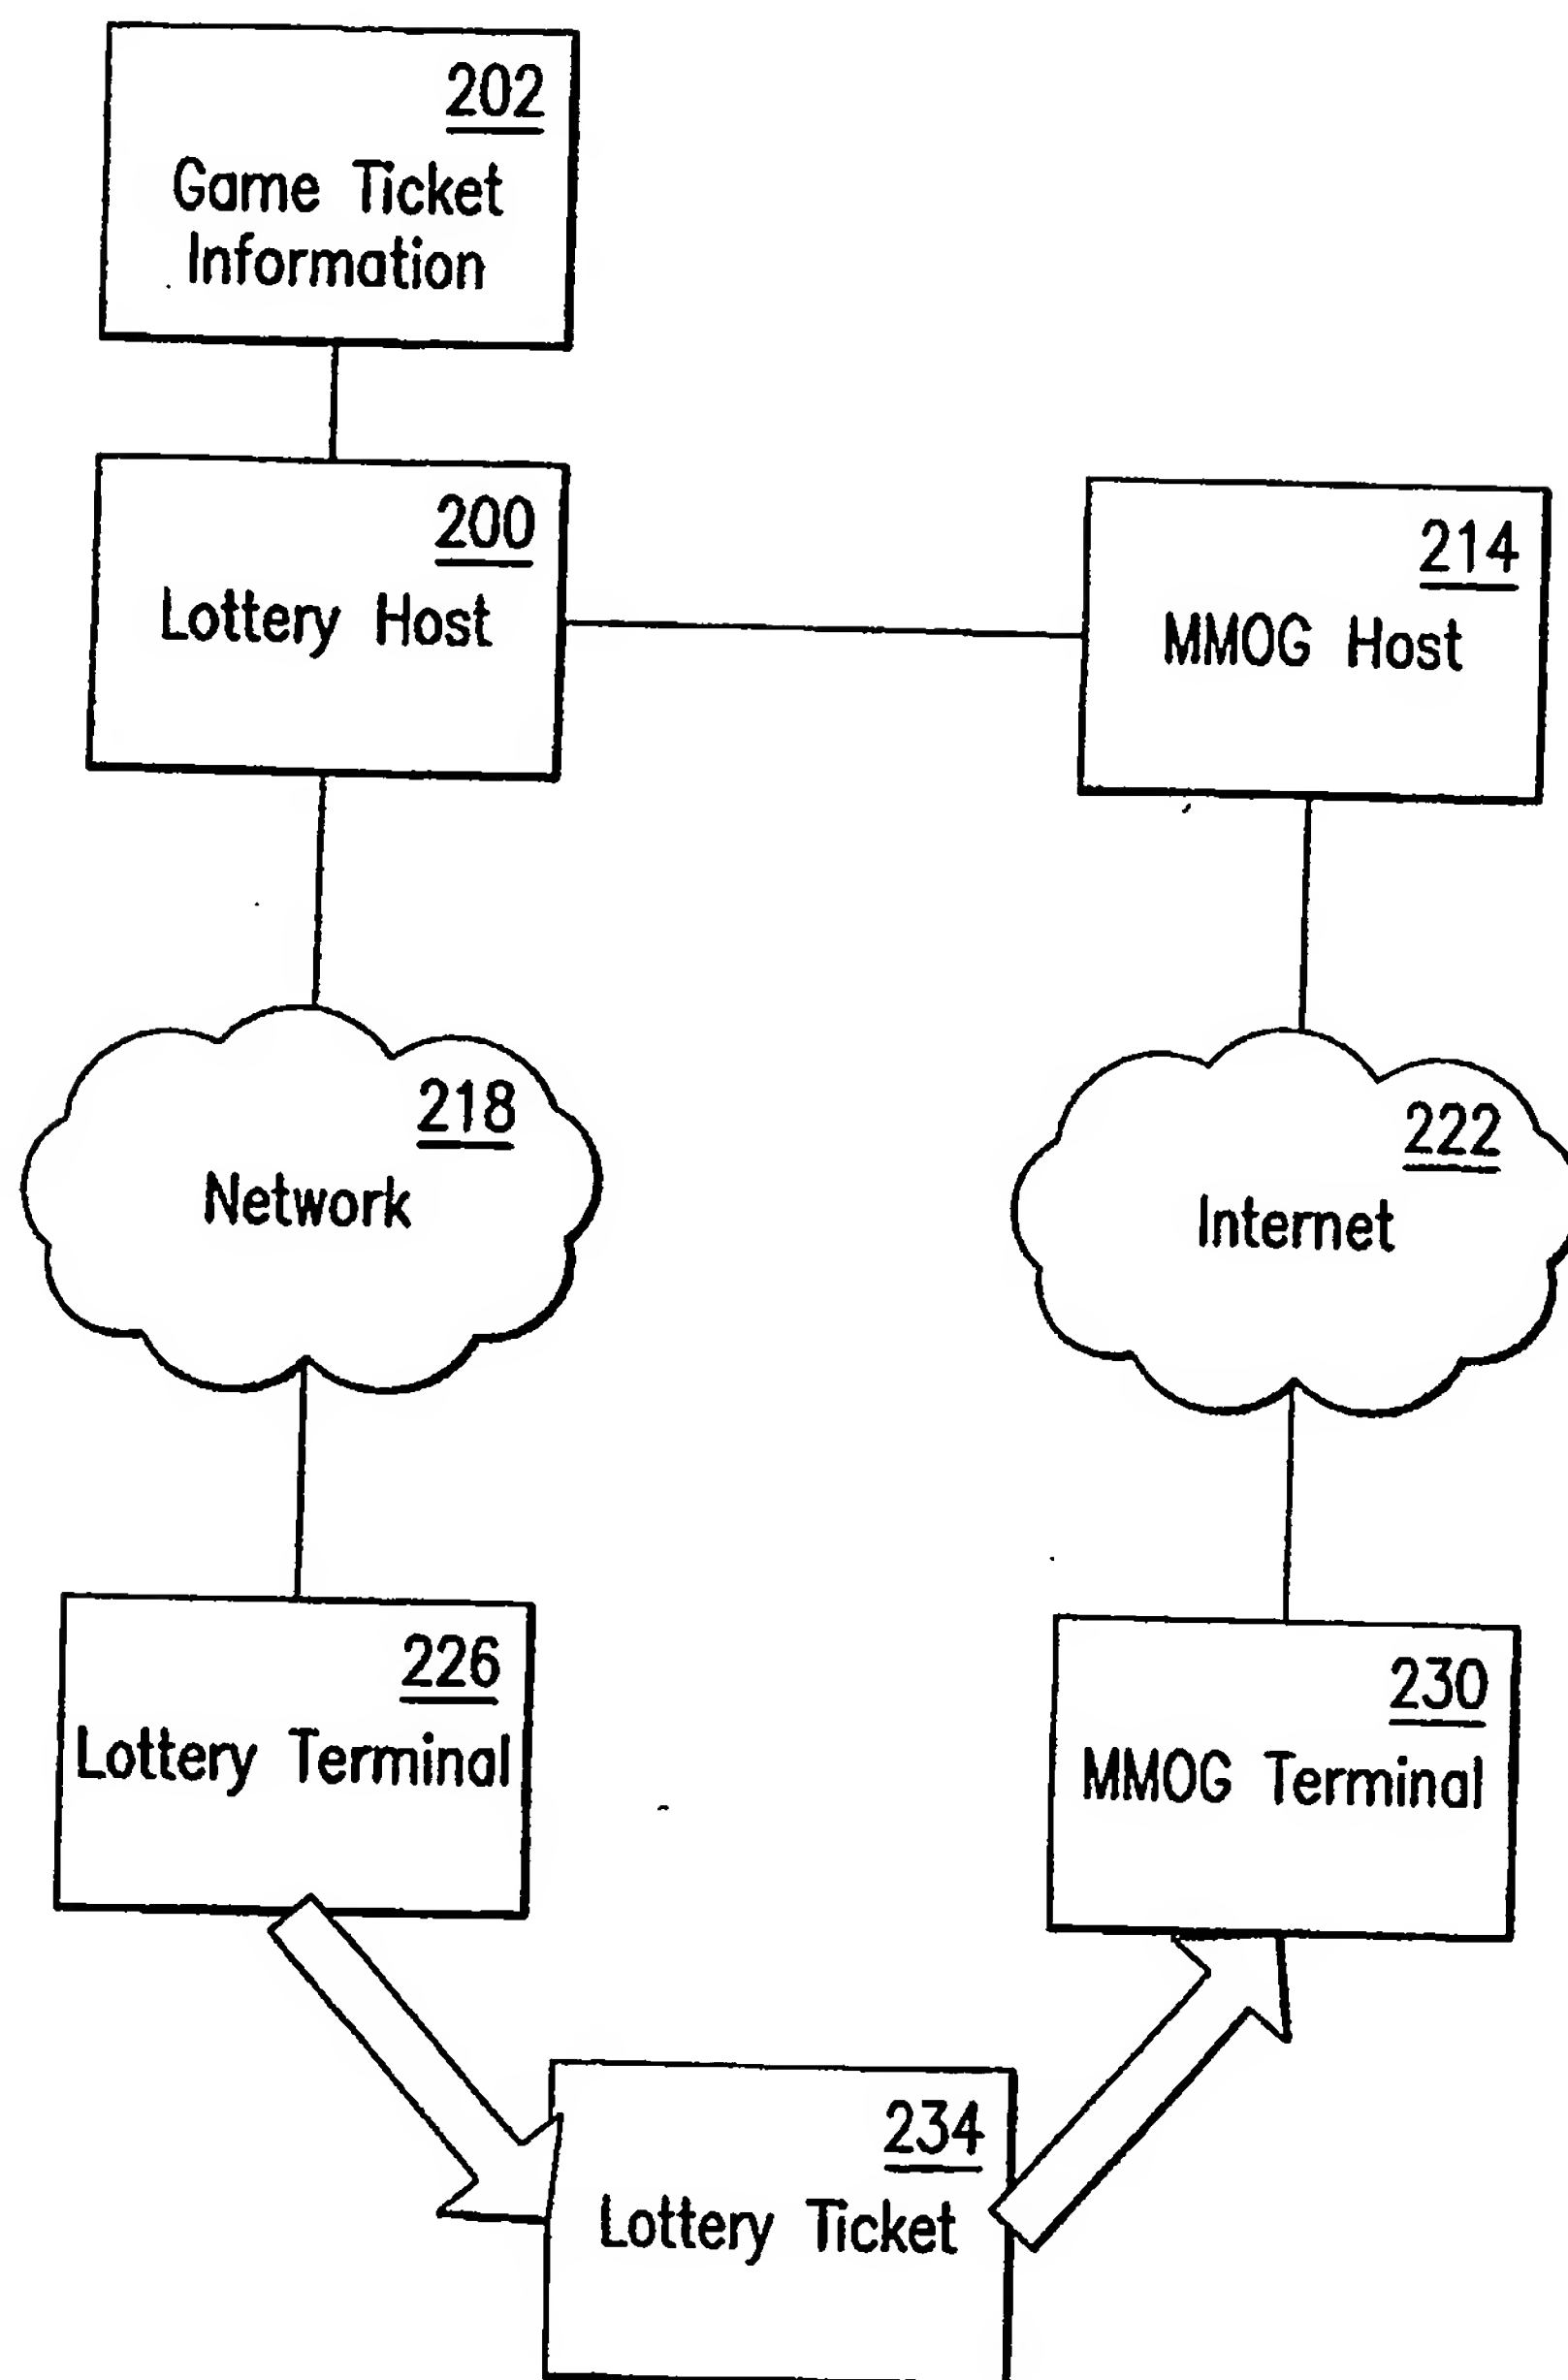 202
Game Ticket
Information
200
Lottery Host
214
MMOG Host
218
Network
222
Internet
226
Lottery Terminal
230
MMOG Terminal
234
Lottery Ticket